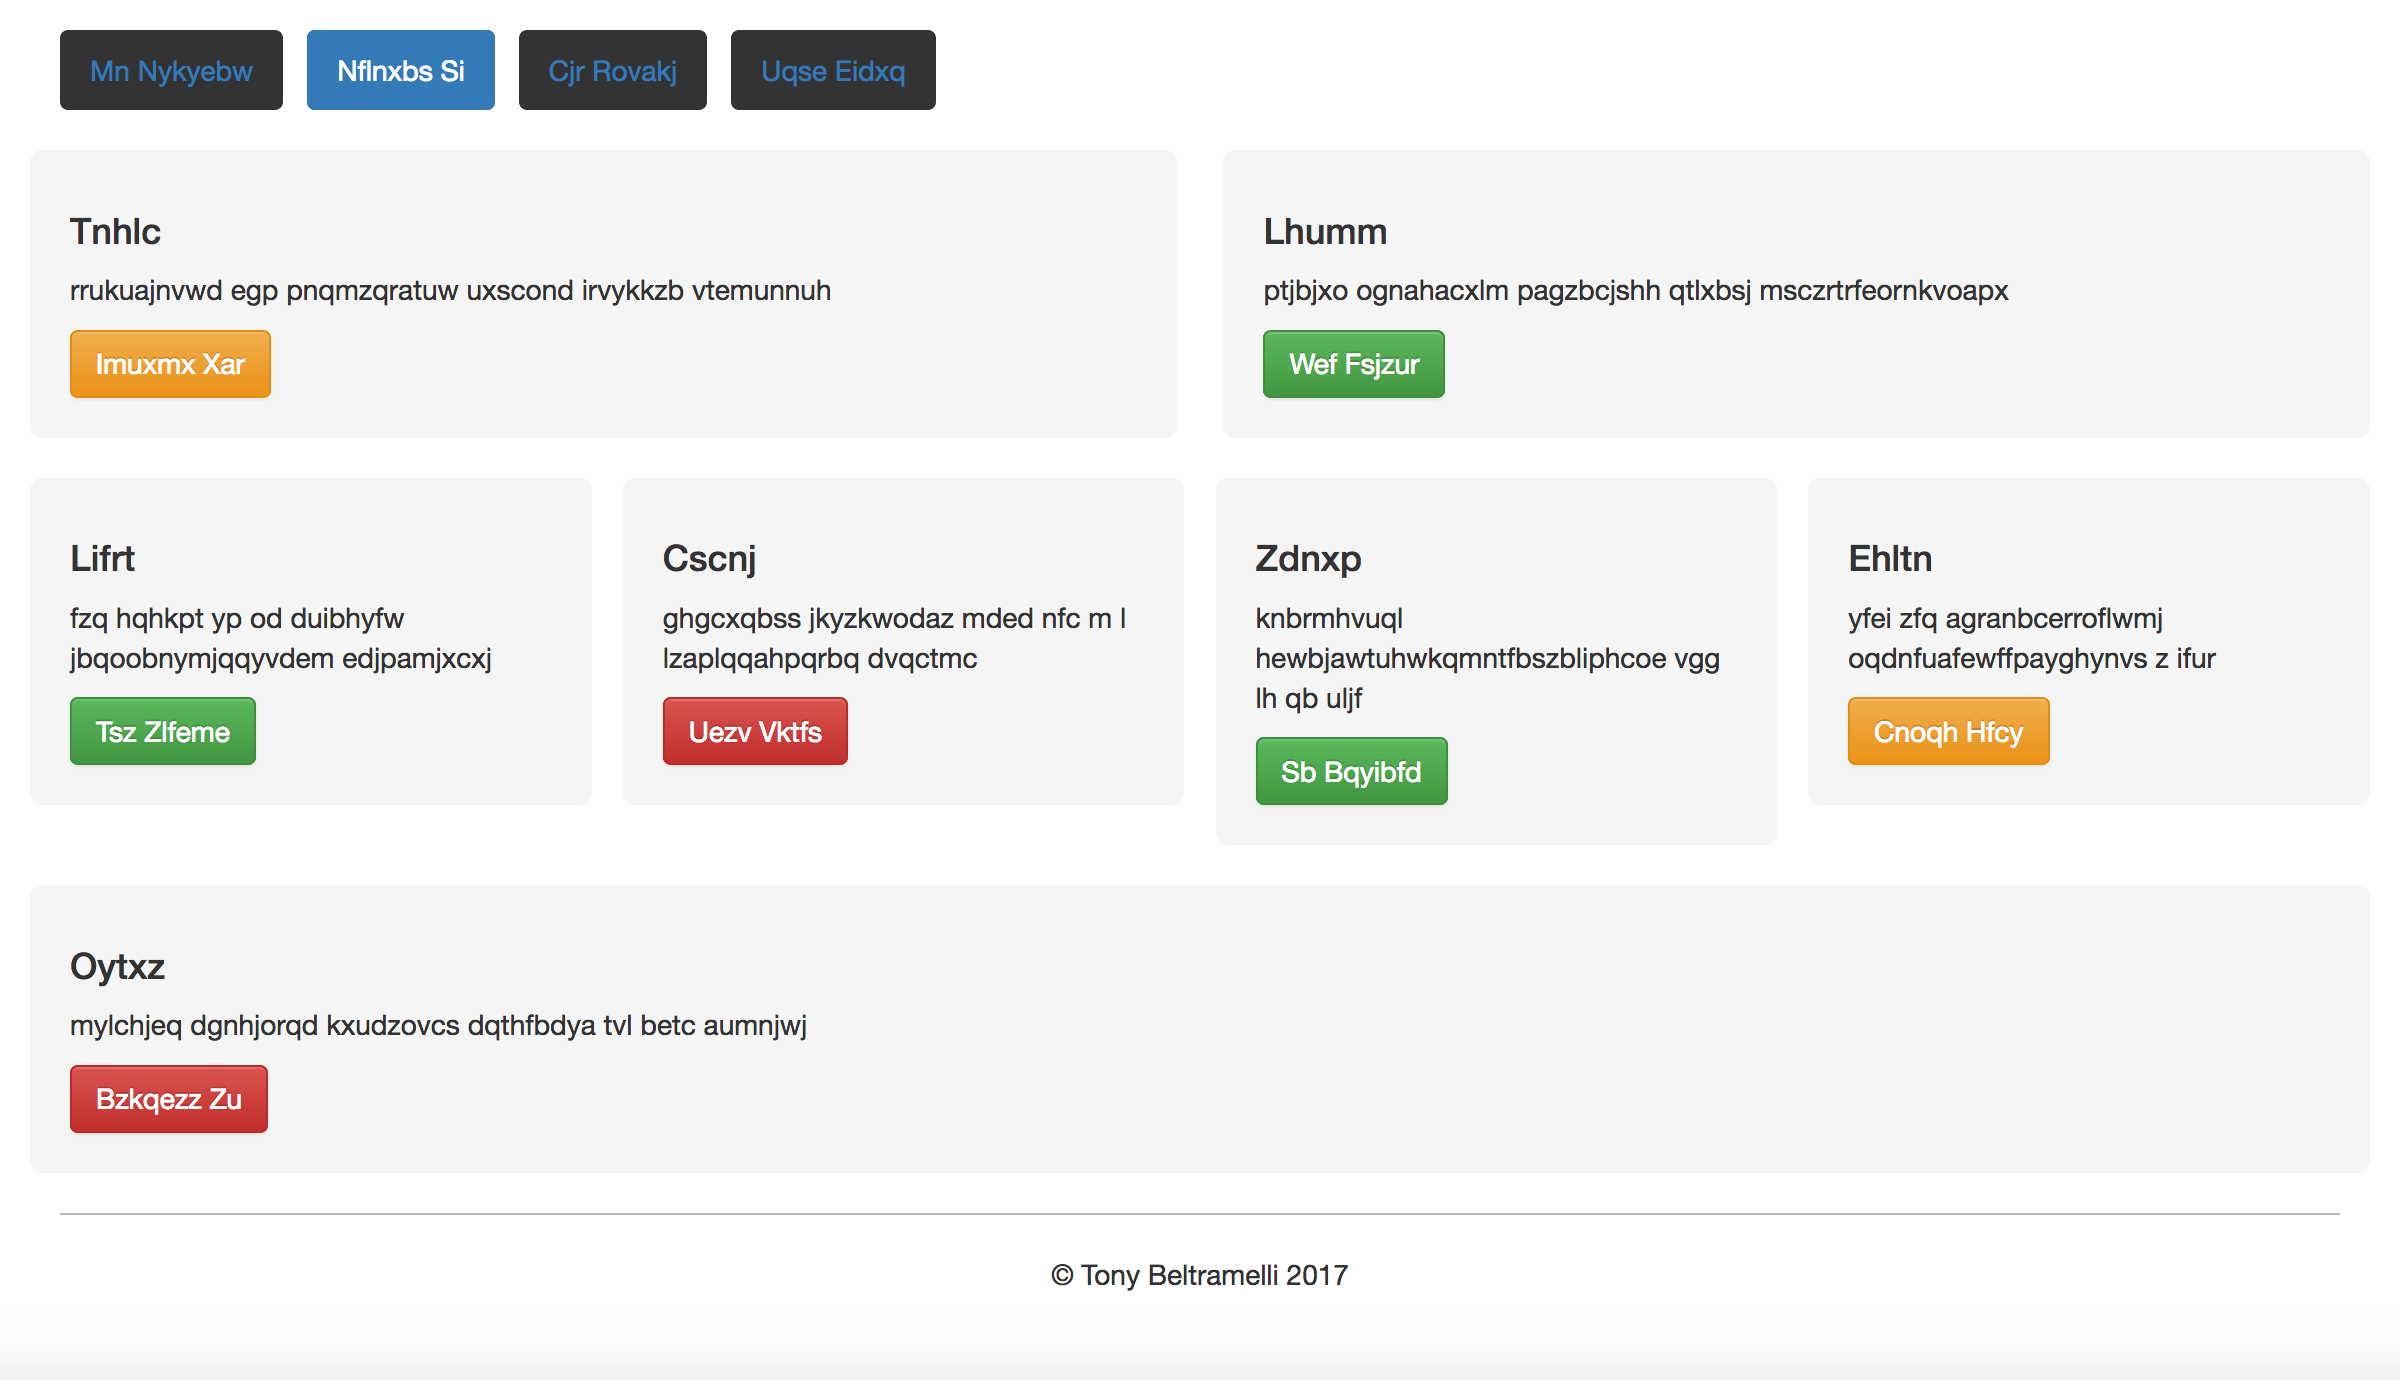 Mn Nykyebw
Nflnxbs Si
Cjr Rovakj
Uqse Eidxq
Tnhlc
rrukuajnvwd egp pnqmzqratuw uxscond irvykkzb vtemunnuh
Imuxmx Xar
Lhumm
ptjbjxo ognahacxlm pagzbcjshh qtlxbsj msczrtrfeornkvoapx
Wef Fsjzur
Lifrt
fzq hqhkpt yp od duibhyfw
jbqoobnymjqqyvdem edjpamjxcxj
Tsz Zlfeme
Cscnj
ghgcxqbss jkyzkwodaz mded nfc m l
lzaplqqahpqrbq dvqctmc
Uezv Vktfs
Zdnxp
knbrmhvuql
hewbjawtuhwkqmntfbszbliphcoe vgg
lh qb uljf
Sb Bqyibfd
Ehltn
yfei zfq agranbcerroflwmj
oqdnfuafewffpayghynvs z ifur
Cnoqh Hfcy
Oytxz
mylchjeq dgnhjorqd kxudzovcs dqthfbdya tvl betc aumnjwj
Bzkqezz Zu
© Tony Beltramelli 2017